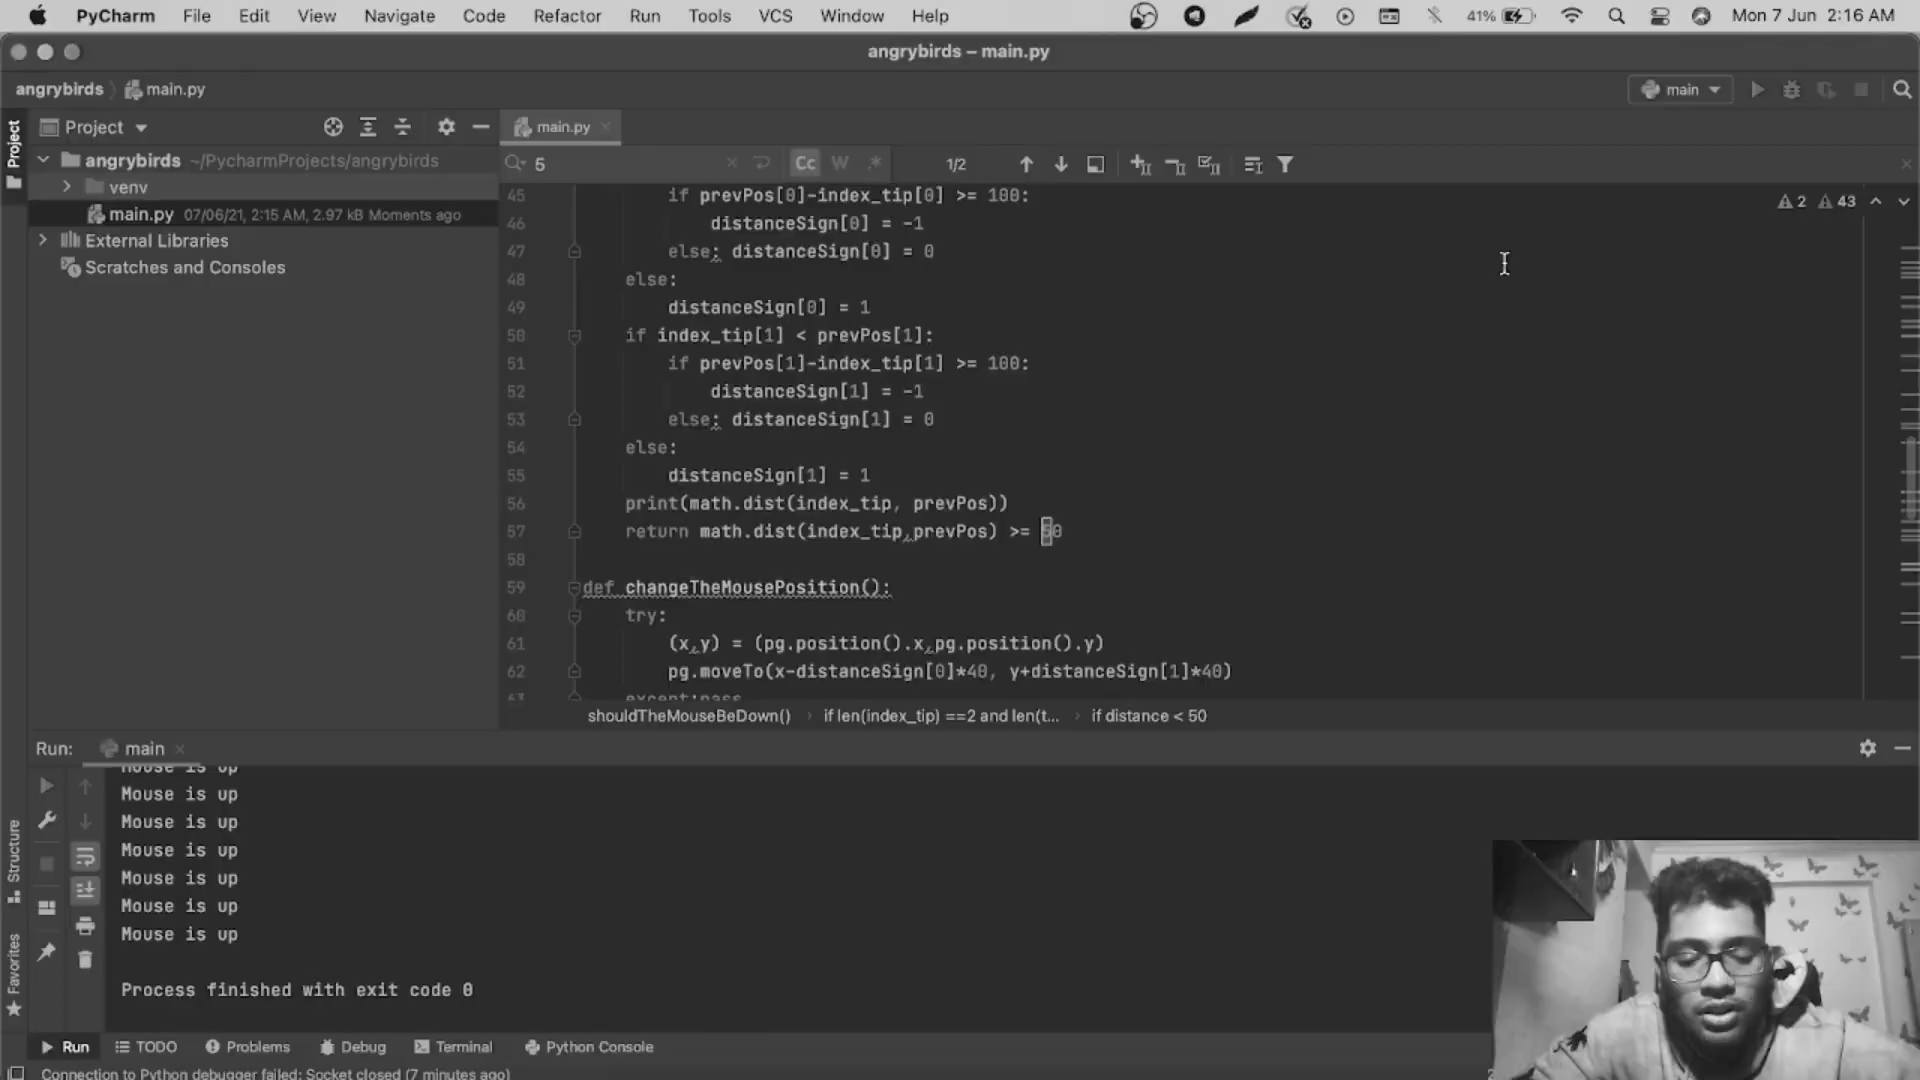 PyCharm File Edit View Navigate Code Refactor Run Tools VCS Window Help 41% Mon 7 Jun 2:16 AM
angrybirds – main.py
angrybirds main.py main
Project main.py
Project
angrybirds ~/PycharmProjects/angrybirds
5 Cc W .* 1/2
venv
main.py 07/06/21, 2:15 AM, 2.97 kB Moments ago
External Libraries
Scratches and Consoles
2 43
45 if prevPos[0]-index_tip[0] >= 100:
46 distanceSign[0] = -1
47 else: distanceSign[0] = 0
48 else:
49 distanceSign[0] = 1
50 if index_tip[1] < prevPos[1]:
51 if prevPos[1]-index_tip[1] >= 100:
52 distanceSign[1] = -1
53 else: distanceSign[1] = 0
54 else:
55 distanceSign[1] = 1
56 print(math.dist(index_tip, prevPos))
57 return math.dist(index_tip,prevPos) >= 50
58
59 def changeTheMousePosition():
60 try:
61 (x,y) = (pg.position().x,pg.position().y)
62 pg.moveTo(x-distanceSign[0]*40, y+distanceSign[1]*40)
63 except:pass
shouldTheMouseBeDown() if len(index_tip) ==2 and len(t... if distance < 50
Run: main
Mouse is up
Mouse is up
Mouse is up
Mouse is up
Mouse is up
Mouse is up
Mouse is up
Process finished with exit code 0
Structure
Favorites
Run TODO Problems Debug Terminal Python Console
Connection to Python debugger failed: Socket closed (7 minutes ago)